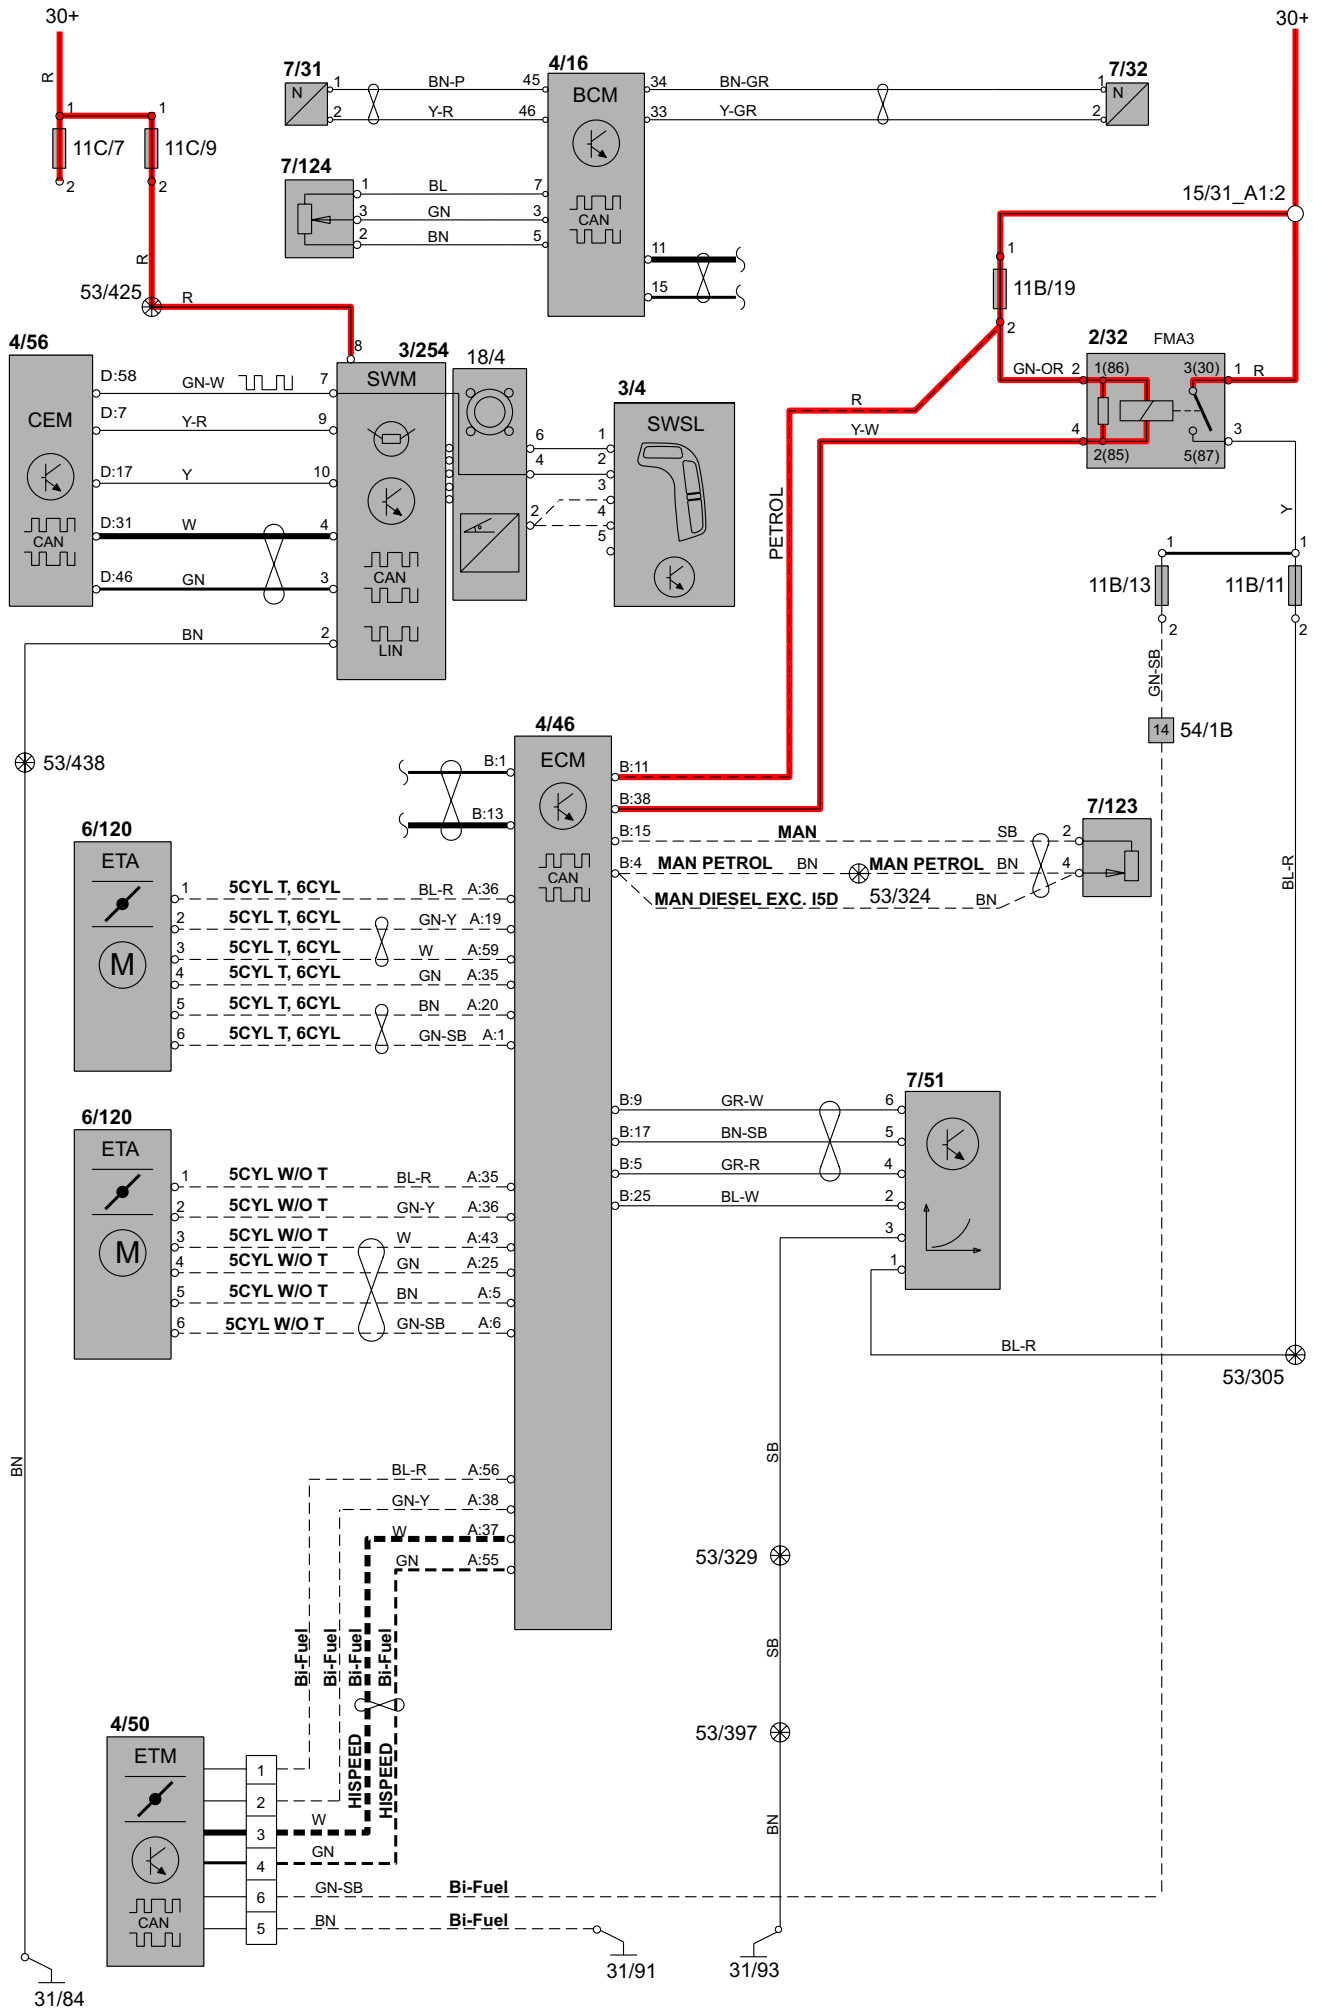 30+
30+
R
1
1
11C/7
11C/9
2
2
R
53/425
R
8
7/31
N
1
BN-P
45
2
Y-R
46
4/16
BCM
34
BN-GR
1
33
Y-GR
2
7/32
N
7/124
1
BL
7
3
GN
3
2
BN
5
CAN
11
15
15/31_A1:2
1
11B/19
2
2/32
FMA3
GN-OR
2
1(86)
3(30)
1
R
4
2(85)
5(87)
3
R
Y-W
PETROL
Y
4/56
CEM
CAN
D:58
GN-W
7
D:7
Y-R
9
D:17
Y
10
D:31
W
4
D:46
GN
3
BN
2
3/254
SWM
CAN
LIN
18/4
6
1
4
2
3
2
4
5
3/4
SWSL
1
1
11B/13
11B/11
2
2
GN-SB
14
54/1B
BL-R
53/438
4/46
ECM
CAN
B:1
B:13
B:11
B:38
B:15
MAN
SB
2
B:4
MAN PETROL
BN
MAN PETROL
BN
4
53/324
MAN DIESEL EXC. I5D
BN
7/123
6/120
ETA
M
1
5CYL T, 6CYL
BL-R
A:36
2
5CYL T, 6CYL
GN-Y
A:19
3
5CYL T, 6CYL
W
A:59
4
5CYL T, 6CYL
GN
A:35
5
5CYL T, 6CYL
BN
A:20
6
5CYL T, 6CYL
GN-SB
A:1
6/120
ETA
M
1
5CYL W/O T
BL-R
A:35
2
5CYL W/O T
GN-Y
A:36
3
5CYL W/O T
W
A:43
4
5CYL W/O T
GN
A:25
5
5CYL W/O T
BN
A:5
6
5CYL W/O T
GN-SB
A:6
7/51
B:9
GR-W
6
B:17
BN-SB
5
B:5
GR-R
4
B:25
BL-W
2
3
1
BL-R
53/305
BN
SB
53/329
SB
53/397
BN
BL-R
A:56
GN-Y
A:38
W
A:37
GN
A:55
Bi-Fuel
Bi-Fuel
Bi-Fuel
Bi-Fuel
HISPEED
HISPEED
4/50
ETM
CAN
1
2
3
W
4
GN
6
GN-SB
Bi-Fuel
5
BN
Bi-Fuel
31/84
31/91
31/93